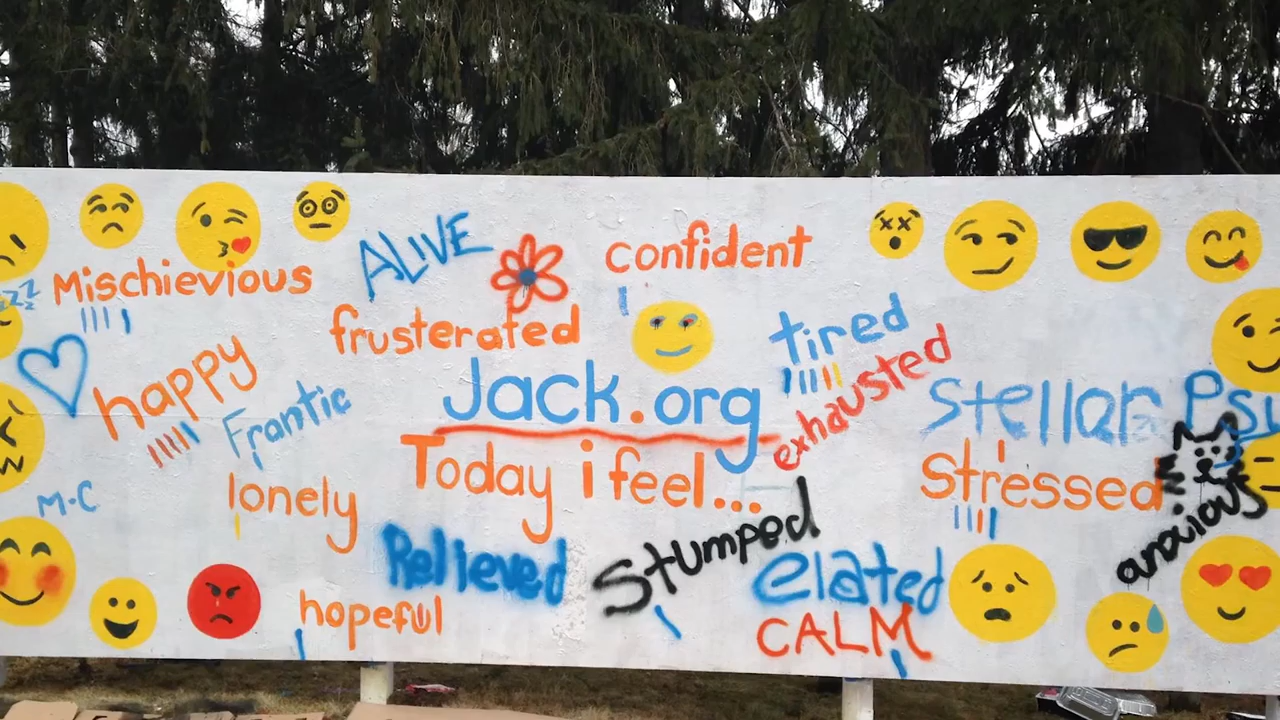 ALIVE
confident
Mischievious
zzz
frusterated
tired
happy
Jack.org
exhausted
Frantic
Stellar
Today i feel...
Stressed
lonely
M.C
anxious
Stumped
Relieved
elated
hopeful
CALM